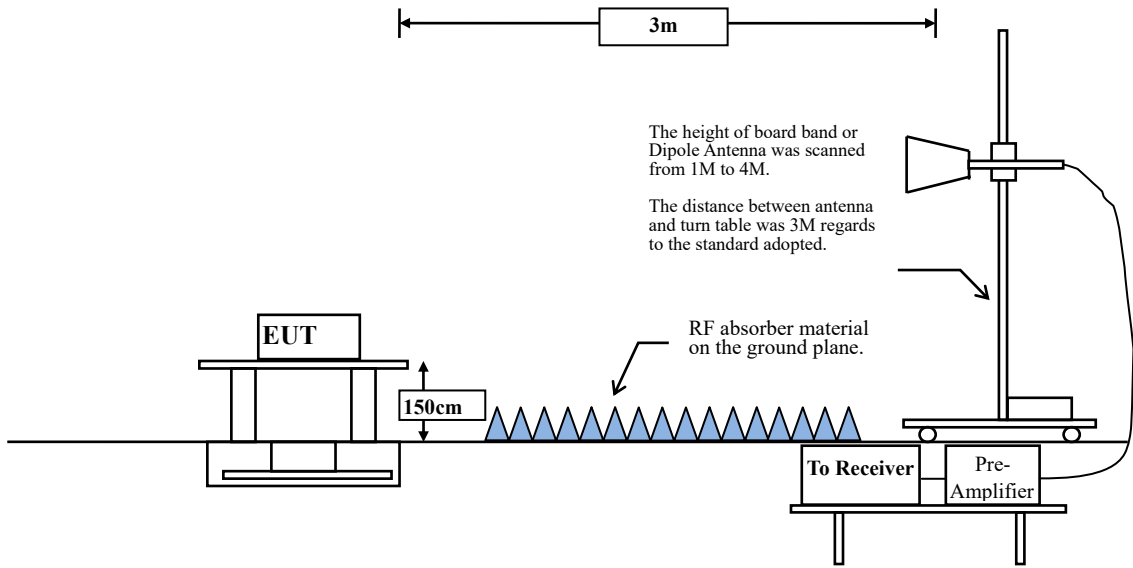 3m
The height of board band or
Dipole Antenna was scanned
from 1M to 4M.
The distance between antenna
and turn table was 3M regards
to the standard adopted.
EUT
RF absorber material
on the ground plane.
150cm
To Receiver
Pre-
Amplifier